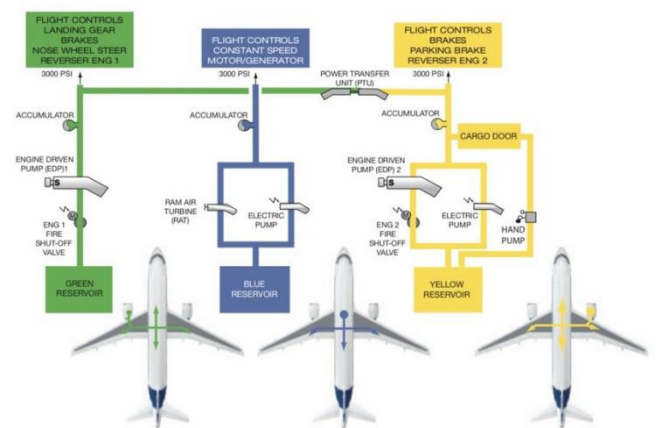 FLIGHT CONTROLS
LANDING GEAR
BRAKES
NOSE WHEEL STEER
REVERSER ENG 1
FLIGHT CONTROLS
CONSTANT SPEED
MOTOR/GENERATOR
FLIGHT CONTROLS
BRAKES
PARKING BRAKE
REVERSER ENG 2
3000 PSI
3000 PSI
POWER TRANSFER
UNIT (PTU)
3000 PSI
ACCUMULATOR
ACCUMULATOR
ACCUMULATOR
CARGO DOOR
ENGINE DRIVEN
PUMP (EDP)1
S
ENGINE DRIVEN
PUMP (EDP) 2
S
RAM AIR
TURBINE
(RAT)
ELECTRIC
PUMP
ELECTRIC
PUMP
HAND
PUMP
M
ENG 1
FIRE
SHUT-OFF
VALVE
M
ENG 2
FIRE
SHUT-OFF
VALVE
GREEN
RESERVOIR
BLUE
RESERVOIR
YELLOW
RESERVOIR